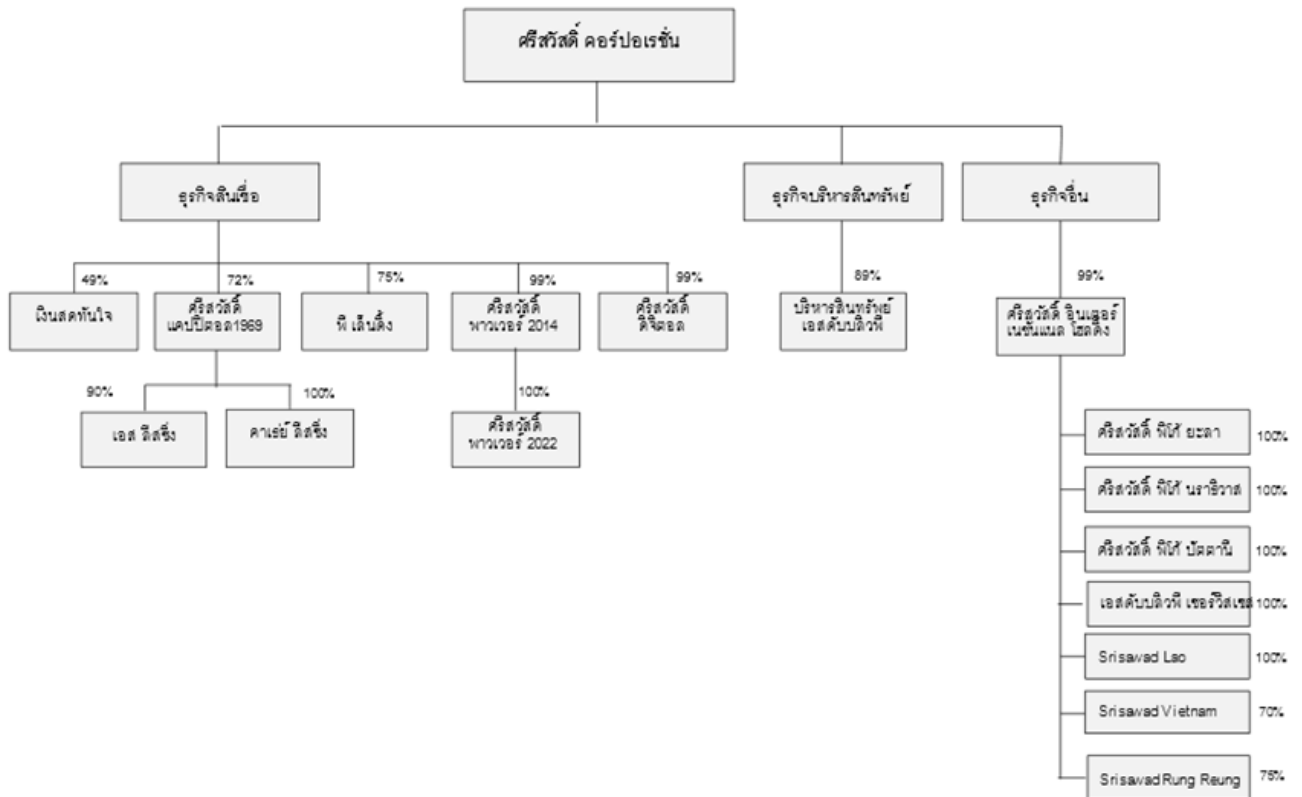 ศรีสวัสดิ์ คอร์ปอเรชั่น
ธุรกิจสินเชื่อ
ธุรกิจบริหารสินทรัพย์
ธุรกิจอื่น
49%
72%
75%
99%
99%
89%
99%
เงินสดทันใจ
ศรีสวัสดิ์
แคปปิตอล1969
พี เล็นดิ้ง
ศรีสวัสดิ์
พาวเวอร์ 2014
ศรีสวัสดิ์
ดิจิตอล
บริหารสินทรัพย์
เอสดับบลิวพี
ศรีสวัสดิ์ อินเตอร์
เนชั่นแนล โฮลดิ้ง
90%
100%
100%
เอส ลีสซิ่ง
คาเธ่ย์ ลีสซิ่ง
ศรีสวัสดิ์
พาวเวอร์ 2022
ศรีสวัสดิ์ พิโก้ ยะลา 100%
ศรีสวัสดิ์ พิโก้ นราธิวาส 100%
ศรีสวัสดิ์ พิโก้ ปัตตานี 100%
เอสดับบลิวพี เซอร์วิสเซส 100%
Srisawad Lao 100%
Srisawad Vietnam 70%
Srisawad Rung Reung 75%